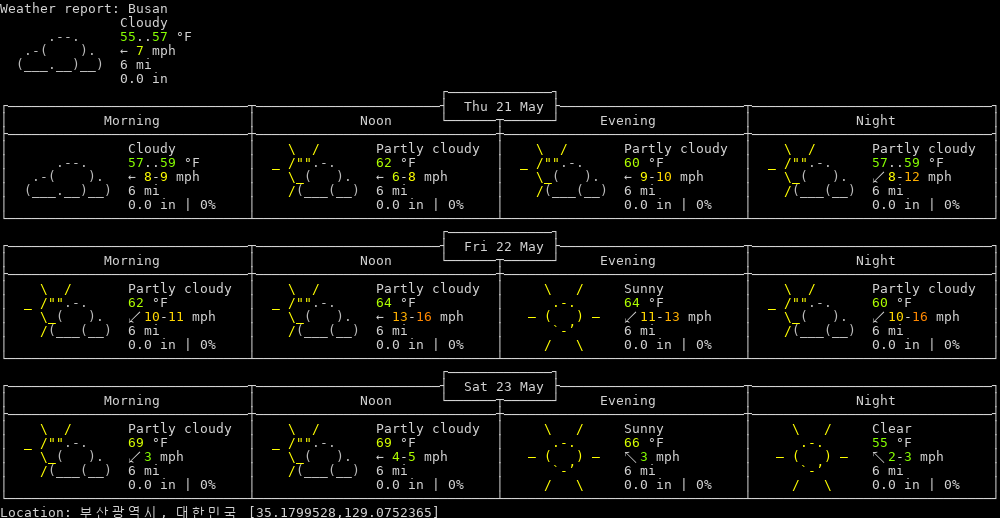 Weather report: Busan
Cloudy
55..57 °F
← 7 mph
6 mi
0.0 in
Thu 21 May
Morning Noon Evening Night
Cloudy Partly cloudy Partly cloudy Partly cloudy
57..59 °F 62 °F 60 °F 57..59 °F
← 8-9 mph ← 6-8 mph ← 9-10 mph ↙ 8-12 mph
6 mi 6 mi 6 mi 6 mi
0.0 in | 0% 0.0 in | 0% 0.0 in | 0% 0.0 in | 0%
Fri 22 May
Morning Noon Evening Night
Partly cloudy Partly cloudy Sunny Partly cloudy
62 °F 64 °F 64 °F 60 °F
↙ 10-11 mph ← 13-16 mph ↙ 11-13 mph ↙ 10-16 mph
6 mi 6 mi 6 mi 6 mi
0.0 in | 0% 0.0 in | 0% 0.0 in | 0% 0.0 in | 0%
Sat 23 May
Morning Noon Evening Night
Partly cloudy Partly cloudy Sunny Clear
69 °F 69 °F 66 °F 55 °F
↙ 3 mph ← 4-5 mph ↖ 3 mph ↖ 2-3 mph
6 mi 6 mi 6 mi 6 mi
0.0 in | 0% 0.0 in | 0% 0.0 in | 0% 0.0 in | 0%
Location: 부산광역시, 대한민국 [35.1799528,129.0752365]